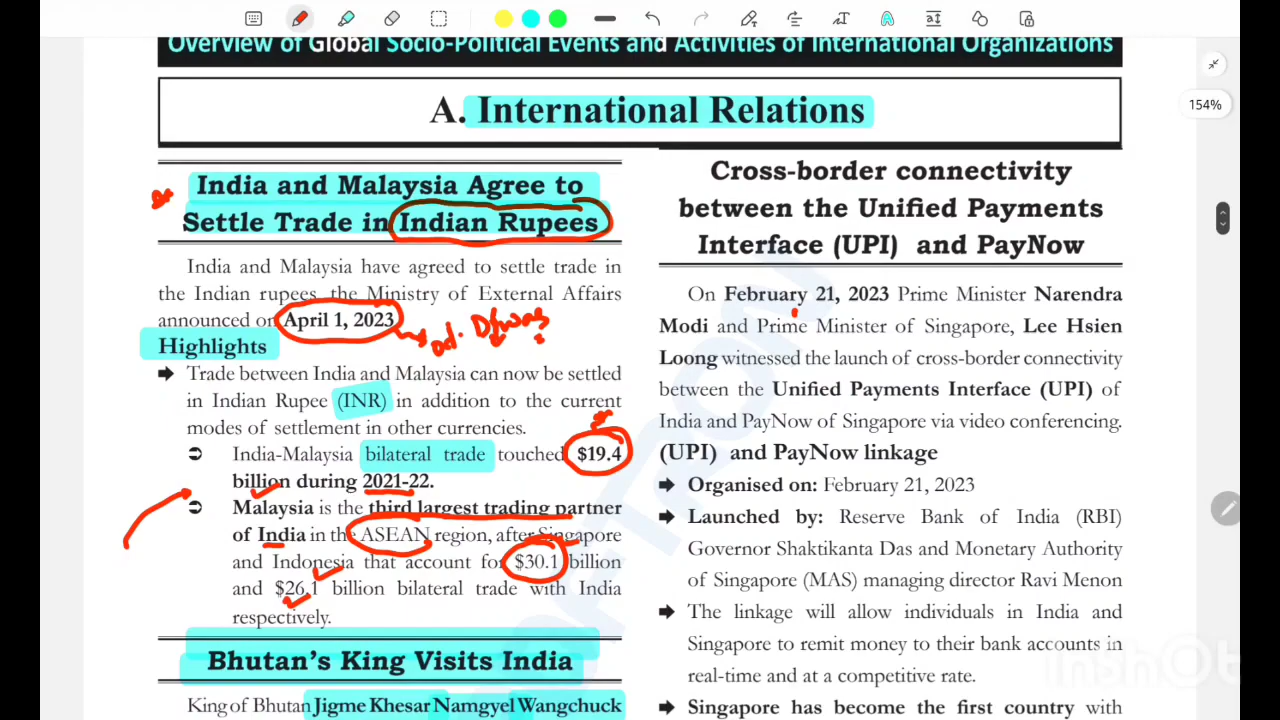 Overview of Global Socio-Political Events and Activities of International Organizations
154%
A. International Relations
India and Malaysia Agree to
Settle Trade in Indian Rupees
India and Malaysia have agreed to settle trade in
the Indian rupees, the Ministry of External Affairs
announced on April 1, 2023
Highlights
Trade between India and Malaysia can now be settled
in Indian Rupee (INR) in addition to the current
modes of settlement in other currencies.
India-Malaysia bilateral trade touched $19.4
billion during 2021-22.
Malaysia is the third largest trading partner
of India in the ASEAN region, after Singapore
and Indonesia that account for $30.1 billion
and $26.1 billion bilateral trade with India
respectively.
Bhutan's King Visits India
King of Bhutan Jigme Khesar Namgyel Wangchuck
Cross-border connectivity
between the Unified Payments
Interface (UPI) and PayNow
On February 21, 2023 Prime Minister Narendra
Modi and Prime Minister of Singapore, Lee Hsien
Loong witnessed the launch of cross-border connectivity
between the Unified Payments Interface (UPI) of
India and PayNow of Singapore via video conferencing.
(UPI) and PayNow linkage
Organised on: February 21, 2023
Launched by: Reserve Bank of India (RBI)
Governor Shaktikanta Das and Monetary Authority
of Singapore (MAS) managing director Ravi Menon
The linkage will allow individuals in India and
Singapore to remit money to their bank accounts in
real-time and at a competitive rate.
Singapore has become the first country with
InShOt